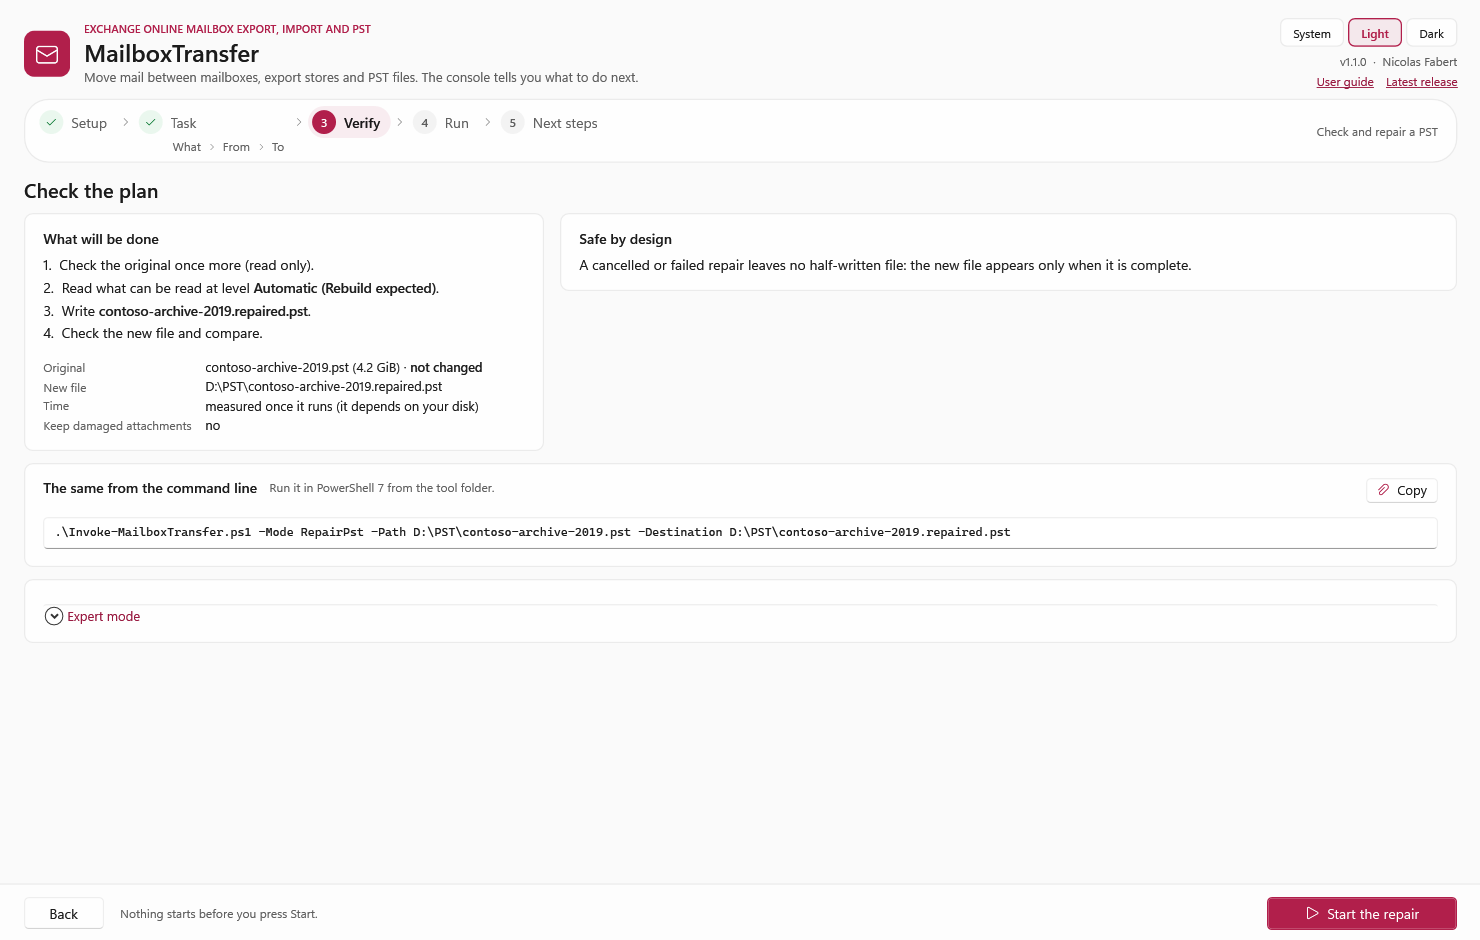 EXCHANGE ONLINE MAILBOX EXPORT, IMPORT AND PST
MailboxTransfer
Move mail between mailboxes, export stores and PST files. The console tells you what to do next.
System
Light
Dark
v1.1.0 · Nicolas Fabert
User guide
Latest release
Setup
Task
3 Verify
4 Run
5 Next steps
What
From
To
Check and repair a PST
Check the plan
What will be done
1. Check the original once more (read only).
2. Read what can be read at level Automatic (Rebuild expected).
3. Write contoso-archive-2019.repaired.pst.
4. Check the new file and compare.
Original contoso-archive-2019.pst (4.2 GiB) · not changed
New file D:\PST\contoso-archive-2019.repaired.pst
Time measured once it runs (it depends on your disk)
Keep damaged attachments no
Safe by design
A cancelled or failed repair leaves no half-written file: the new file appears only when it is complete.
The same from the command line Run it in PowerShell 7 from the tool folder.
Copy
.\Invoke-MailboxTransfer.ps1 -Mode RepairPst -Path D:\PST\contoso-archive-2019.pst -Destination D:\PST\contoso-archive-2019.repaired.pst
Expert mode
Back
Nothing starts before you press Start.
Start the repair